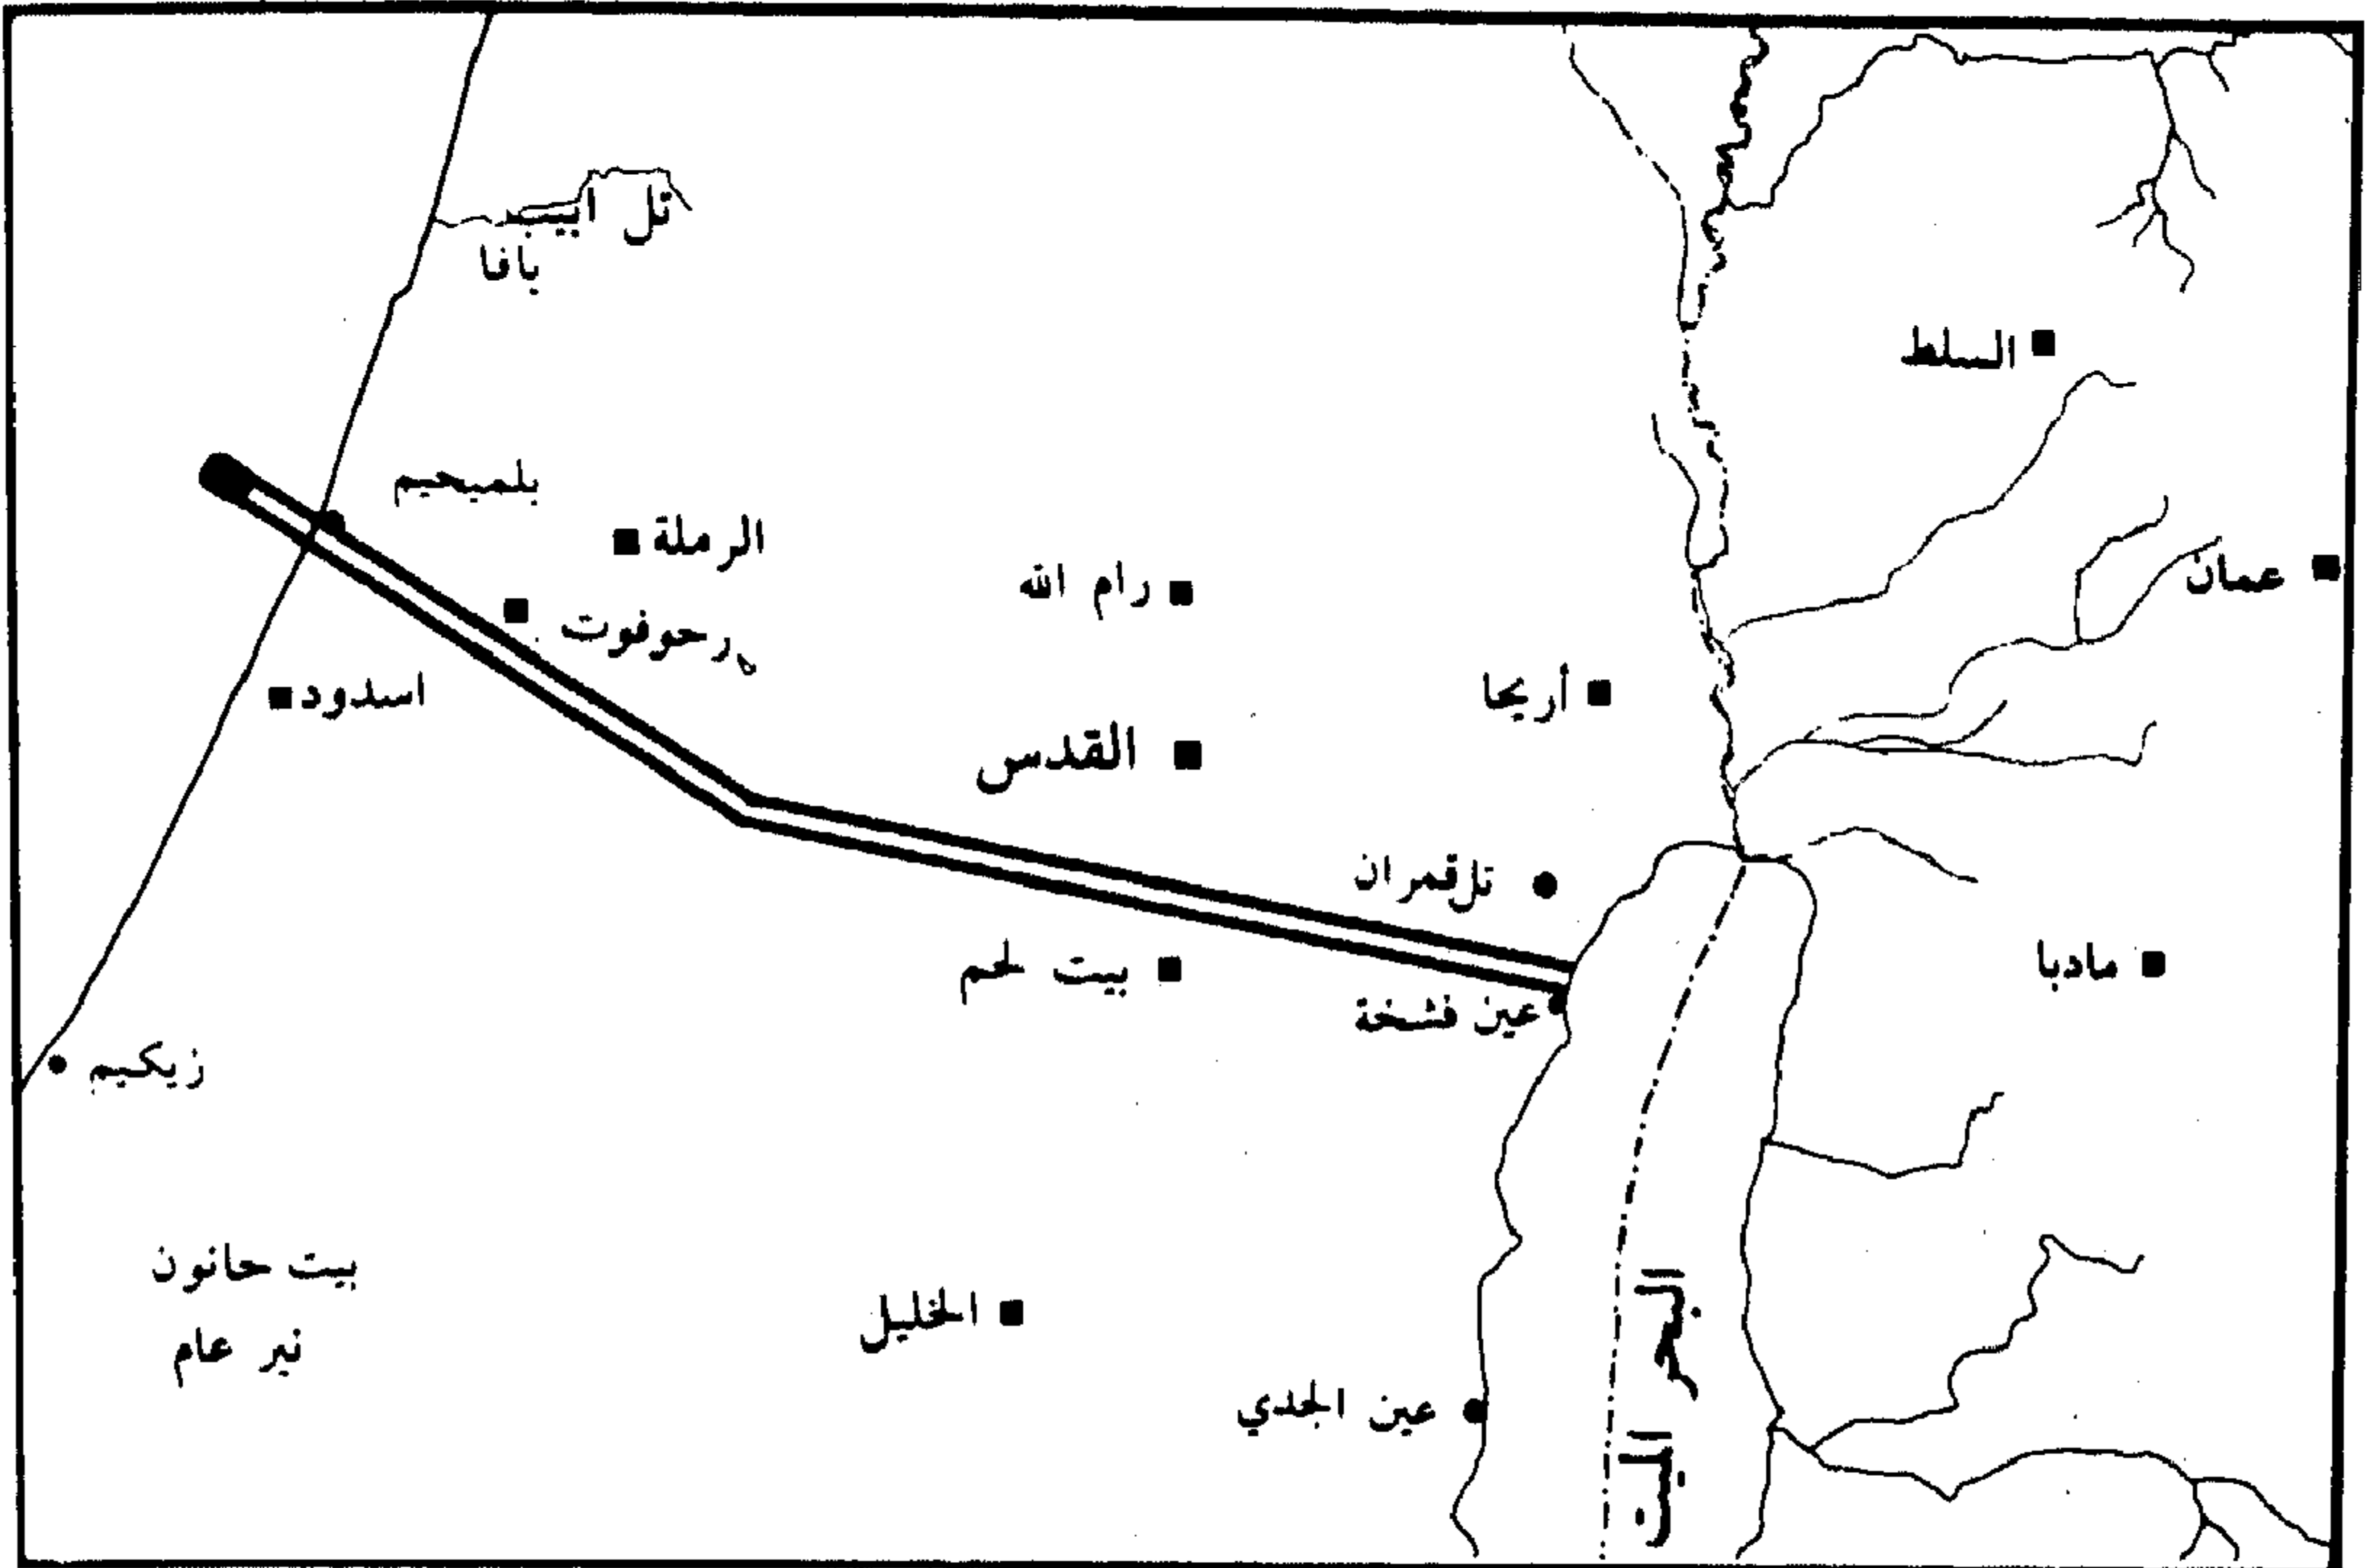 تل ابيب
يافا
السلط
بلميحيم
الرملة
رام الله
عمان
رحوفوت
اسدود
أريحا
القدس
تل قمران
بيت لحم
مادبا
عين فشخة
زيكيم
بيت حانون
نير عام
الخليل
عين الجدي
البحر
الميت